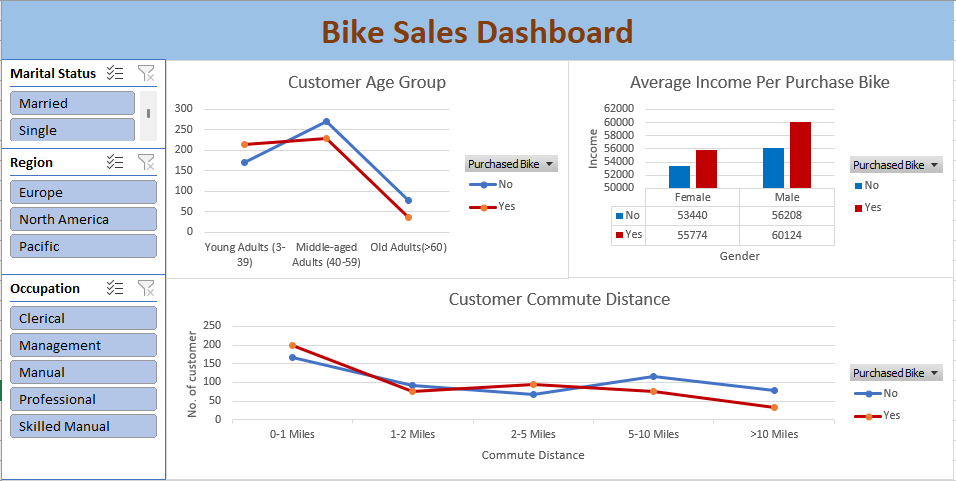 Bike Sales Dashboard
Marital Status
Married
Single
Region
Europe
North America
Pacific
Occupation
Clerical
Management
Manual
Professional
Skilled Manual
Customer Age Group
300
250
200
150
100
50
0
Young Adults (3-
39)
Middle-aged
Adults (40-59)
Old Adults(>60)
Purchased Bike
No
Yes
Average Income Per Purchase Bike
Income
62000
60000
58000
56000
54000
52000
50000
Female Male
No 53440 56208
Yes 55774 60124
Gender
Purchased Bike
No
Yes
Customer Commute Distance
No. of customer
250
200
150
100
50
0
0-1 Miles 1-2 Miles 2-5 Miles 5-10 Miles >10 Miles
Commute Distance
Purchased Bike
No
Yes